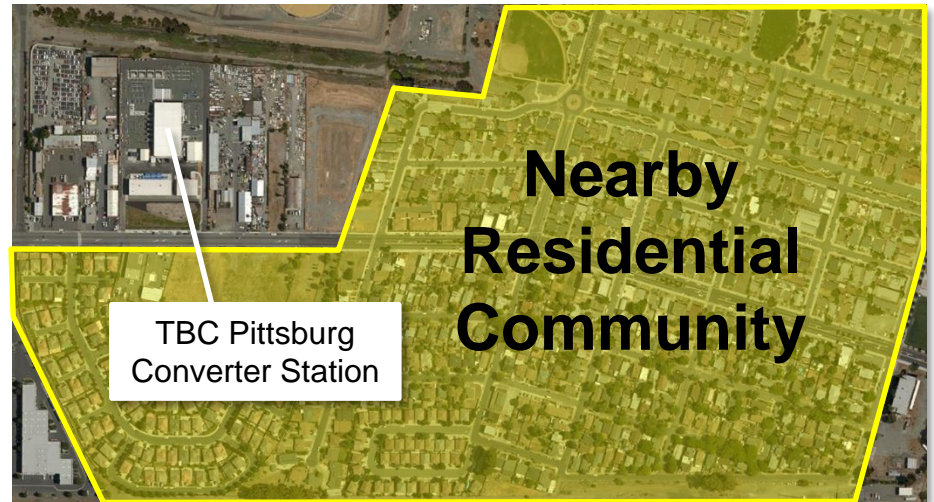 Nearby
Residential
Community
TBC Pittsburg
Converter Station